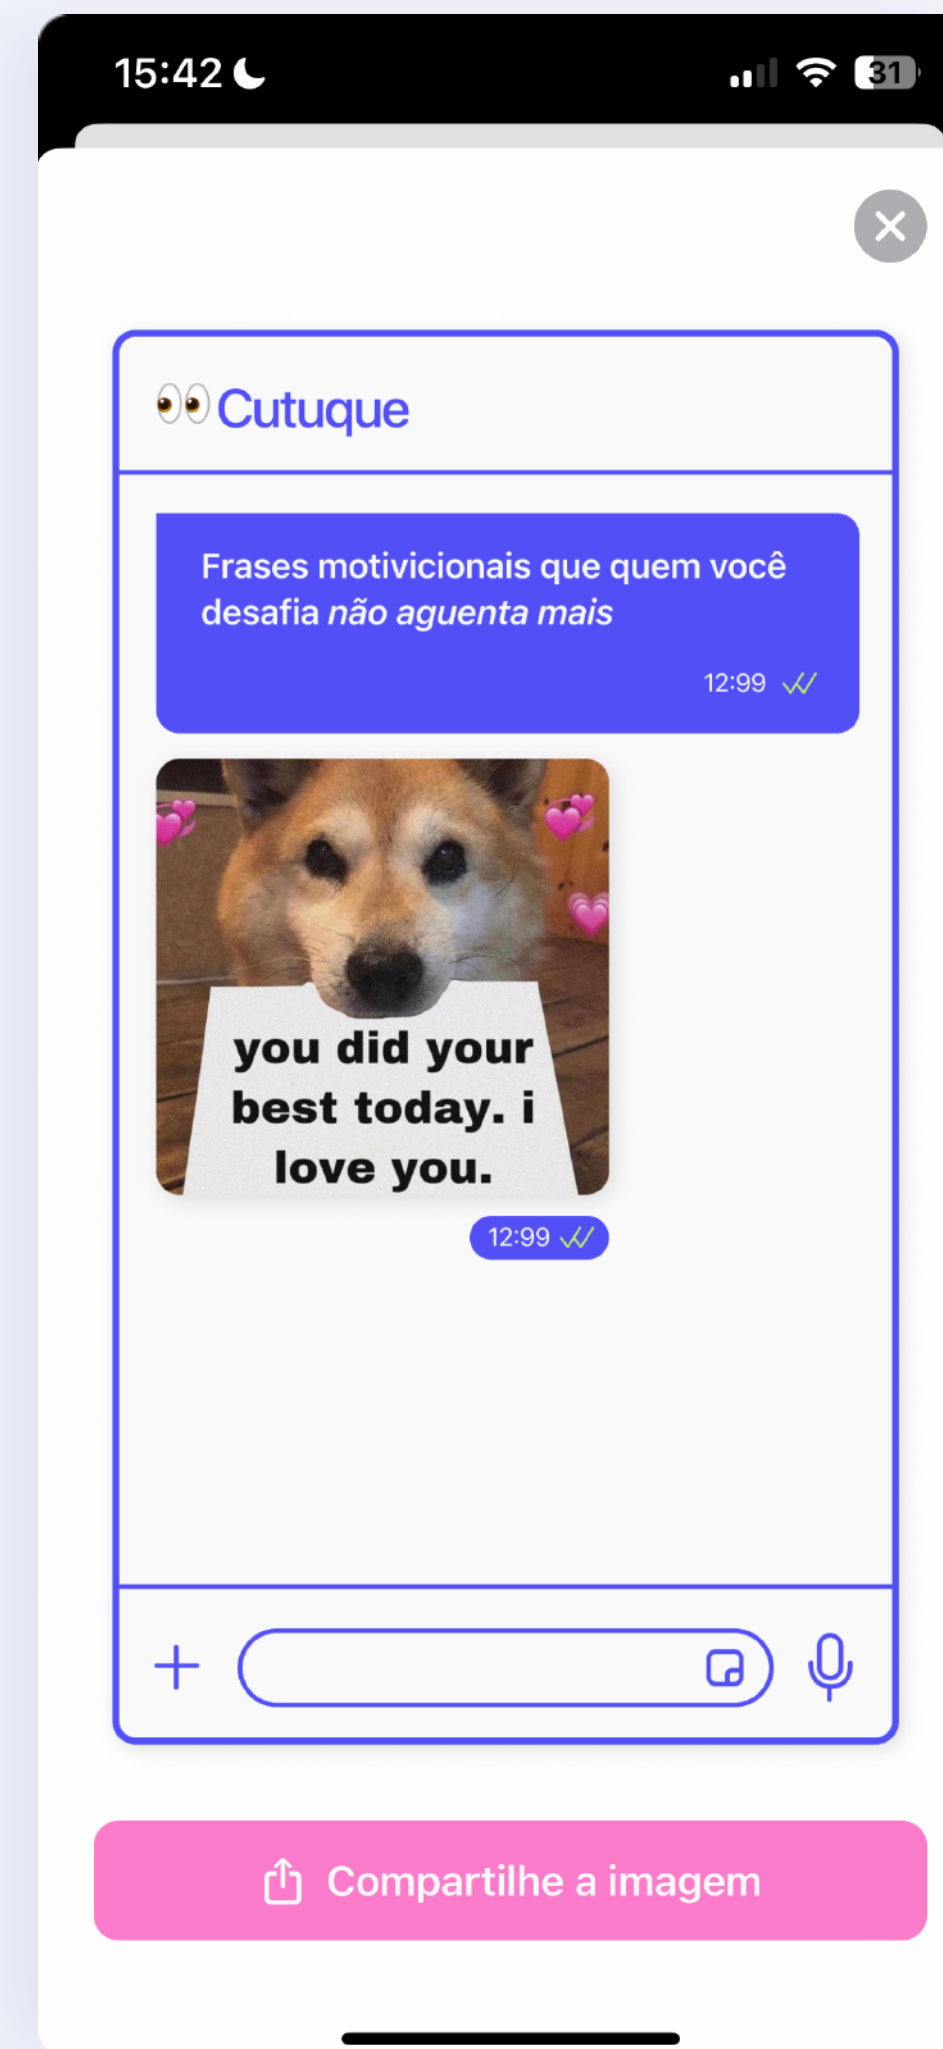 15:42
31
👀Cutuque
Frases motivicionais que quem você
desafia não aguenta mais
12:99
you did your
best today. i
love you.
12:99
Compartilhe a imagem